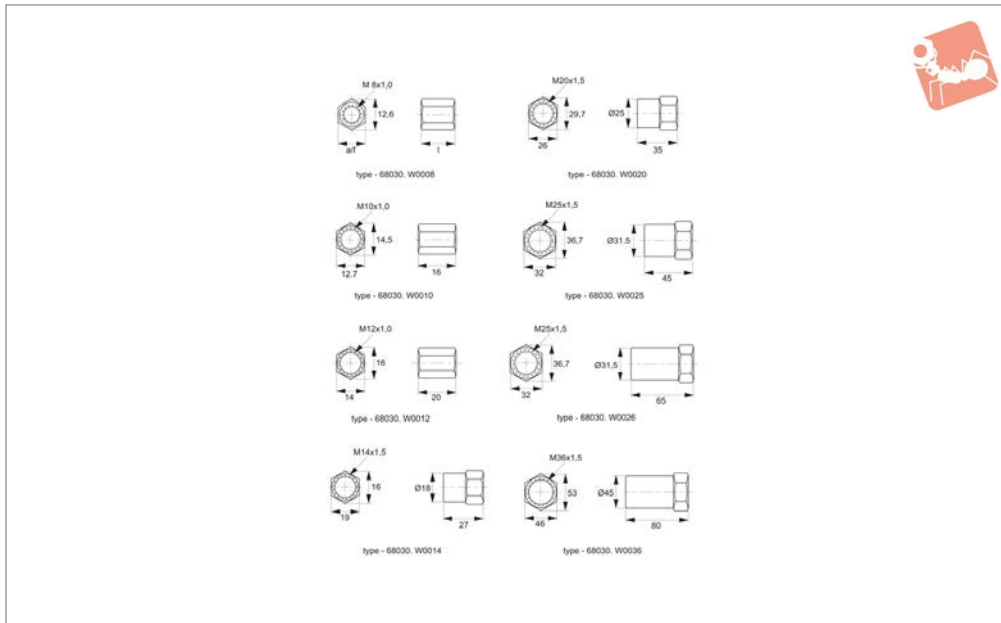 M 8x1,0
12,6
a/f
l
type - 68030. W0008
M20x1,5
29,7
26
Ø25
35
type - 68030. W0020
M10x1,0
14,5
12,7
16
type - 68030. W0010
M25x1,5
36,7
32
Ø31.5
45
type - 68030. W0025
M12x1,0
16
14
20
type - 68030. W0012
M25x1,5
36,7
32
Ø31,5
65
type - 68030. W0026
M14x1,5
16
19
Ø18
27
type - 68030. W0014
M36x1,5
53
46
Ø45
80
type - 68030. W0036